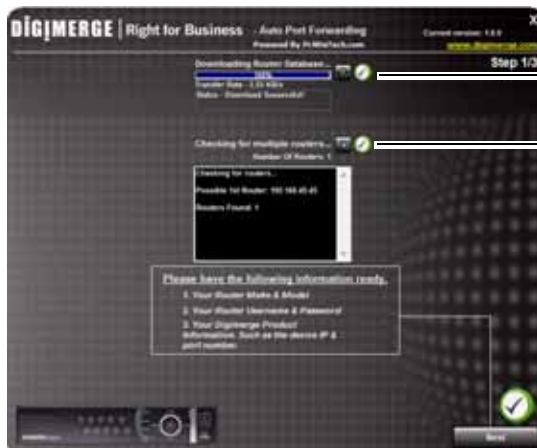 DIGIMERGE Right for Business - Auto Port Forwarding
Powered By PcWinTech.com
Current version: 1.0.0
X
www.digimerge.com
Step 1/3
Downloading Router Database...
100%
Transfer Rate -
Status - Download Successful!
Checking for multiple routers...
Number Of Routers: 1
Checking for routers...
Possible 1st Router: 192.168.45.45
Routers Found: 1
Please have the following information ready.
1. Your Router Make & Model
2. Your Router Username & Password
3. Your Digimerge Product
Information. Such as the device IP &
port number.
Next